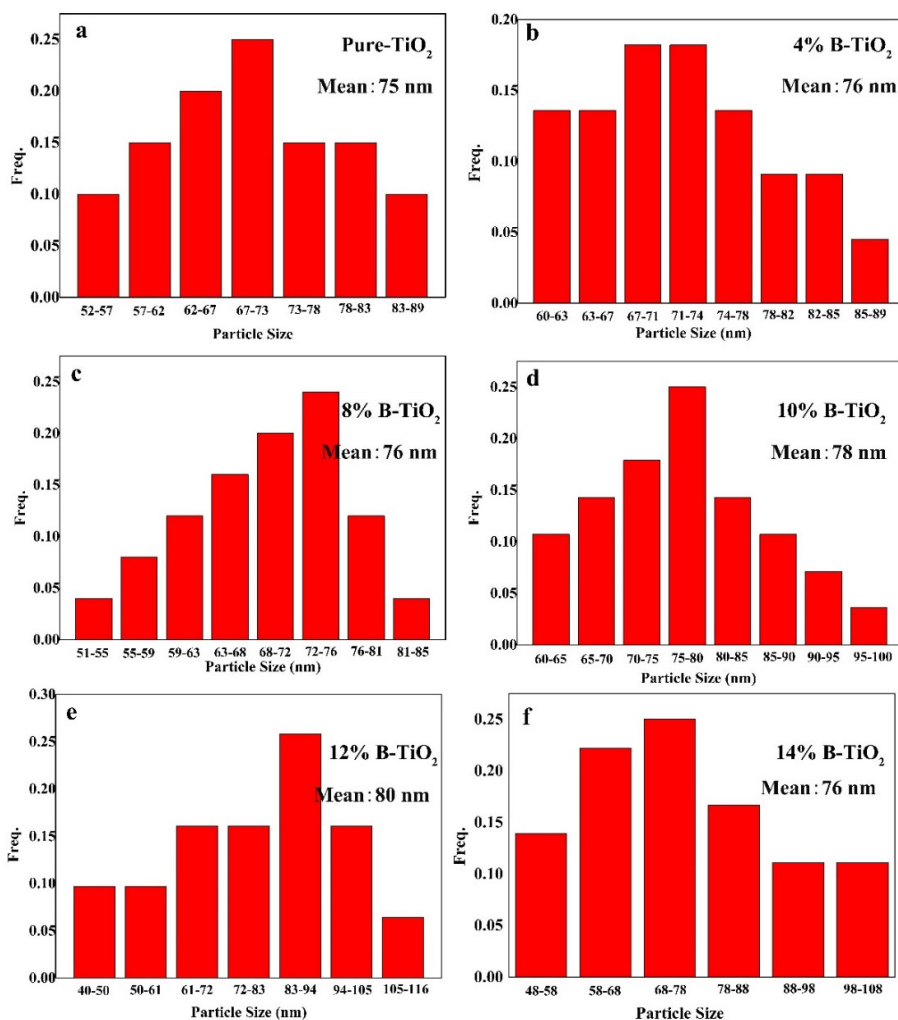 a
Pure-TiO₂
Mean: 75 nm
Freq.
0.25
0.20
0.15
0.10
0.05
0.00
52-57 57-62 62-67 67-73 73-78 78-83 83-89
Particle Size
b
4% B-TiO₂
Mean: 76 nm
Freq.
0.20
0.15
0.10
0.05
0.00
60-63 63-67 67-71 71-74 74-78 78-82 82-85 85-89
Particle Size (nm)
c
8% B-TiO₂
Mean: 76 nm
Freq.
0.25
0.20
0.15
0.10
0.05
0.00
51-55 55-59 59-63 63-68 68-72 72-76 76-81 81-85
Particle Size (nm)
d
10% B-TiO₂
Mean: 78 nm
Freq.
0.25
0.20
0.15
0.10
0.05
0.00
60-65 65-70 70-75 75-80 80-85 85-90 90-95 95-100
Particle Size (nm)
e
12% B-TiO₂
Mean: 80 nm
Freq.
0.30
0.25
0.20
0.15
0.10
0.05
0.00
40-50 50-61 61-72 72-83 83-94 94-105 105-116
Particle Size (nm)
f
14% B-TiO₂
Mean: 76 nm
Freq.
0.25
0.20
0.15
0.10
0.05
0.00
48-58 58-68 68-78 78-88 88-98 98-108
Particle Size